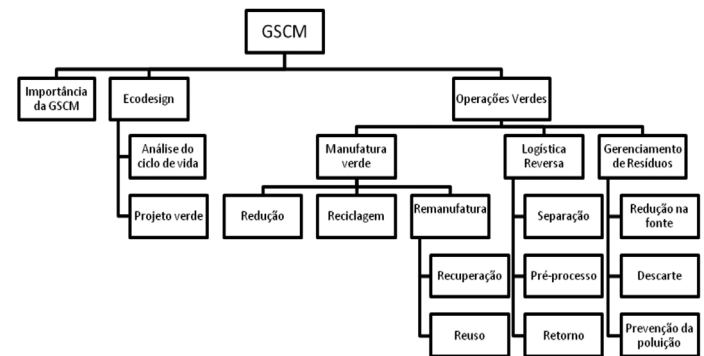 GSCM
Importância
da GSCM
Ecodesign
Operações Verdes
Análise do
ciclo de vida
Manufatura
verde
Logística
Reversa
Gerenciamento
de Resíduos
Projeto verde
Redução
Reciclagem
Remanufatura
Separação
Redução na
fonte
Recuperação
Pré-processo
Descarte
Reuso
Retorno
Prevenção da
poluição